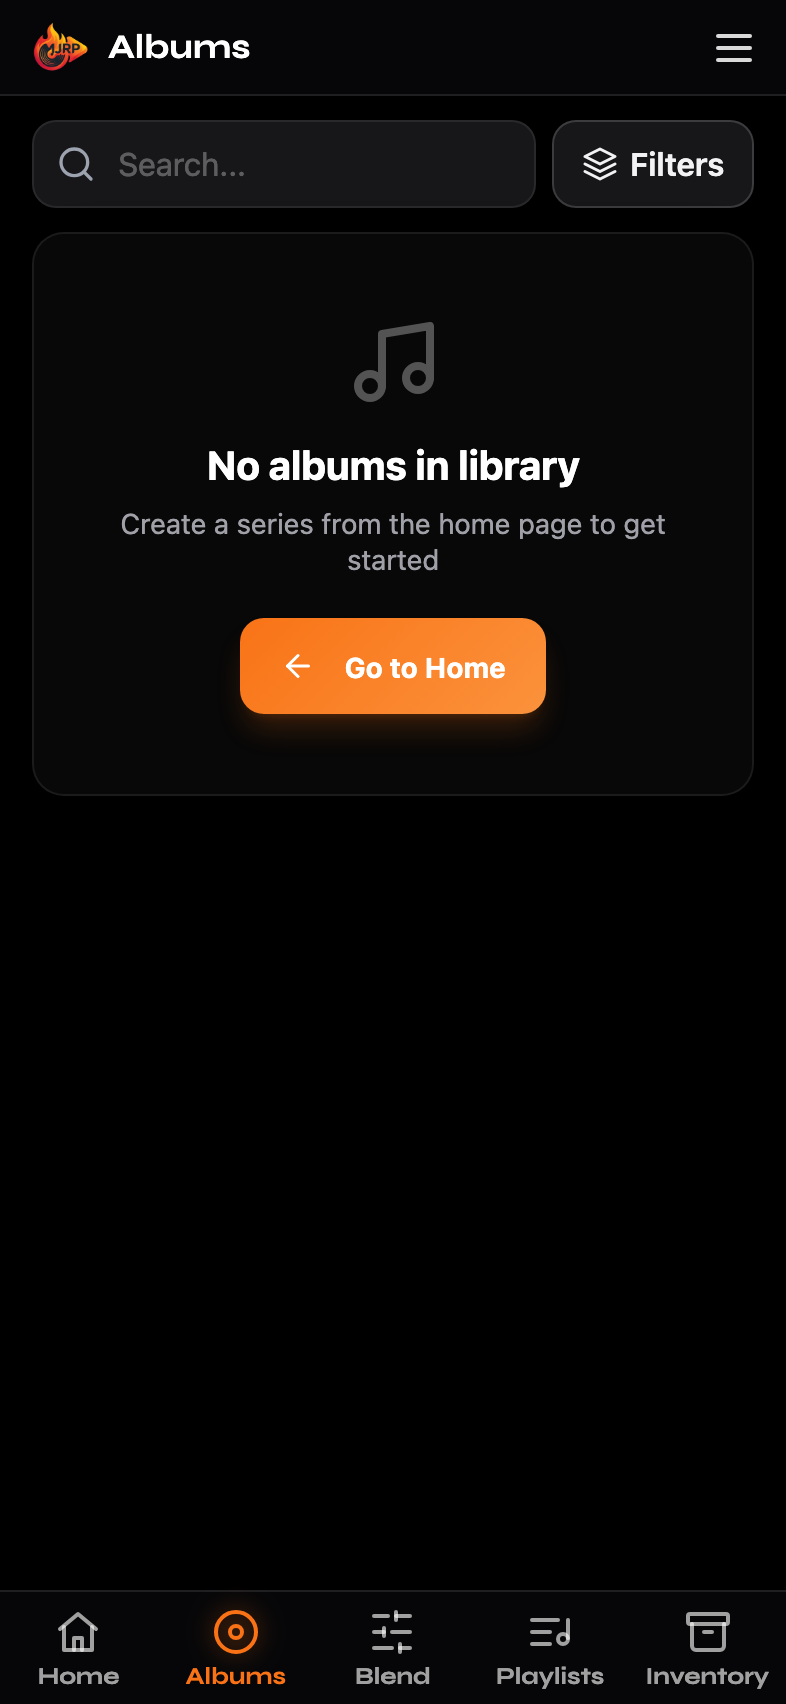 MJRP
Albums
Search...
Filters
No albums in library
Create a series from the home page to get
started
Go to Home
Home
Albums
Blend
Playlists
Inventory